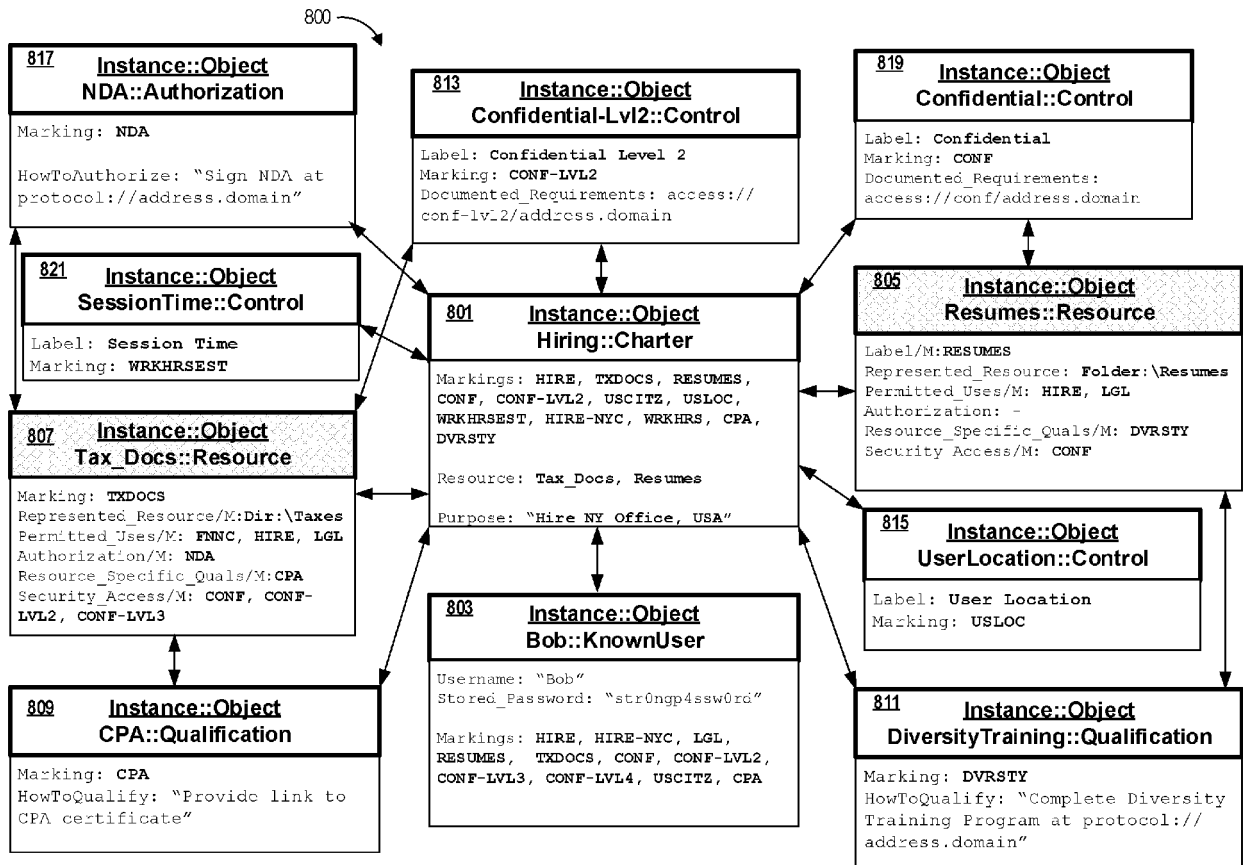 800
817
Instance::Object
NDA::Authorization
Marking: NDA
HowToAuthorize: “Sign NDA at
protocol://address.domain”
813
Instance::Object
Confidential-Lvl2::Control
Label: Confidential Level 2
Marking: CONF-LVL2
Documented_Requirements: access://
conf-lvl2/address.domain
819
Instance::Object
Confidential::Control
Label: Confidential
Marking: CONF
Documented_Requirements:
access://conf/address.domain
821
Instance::Object
SessionTime::Control
Label: Session Time
Marking: WRKHRSEST
801
Instance::Object
Hiring::Charter
Markings: HIRE, TXDOCS, RESUMES,
CONF, CONF-LVL2, USCITZ, USLOC,
WRKHRSEST, HIRE-NYC, WRKHRS, CPA,
DVRSTY
Resource: Tax_Docs, Resumes
Purpose: “Hire NY Office, USA”
805
Instance::Object
Resumes::Resource
Label/M:RESUMES
Represented_Resource: Folder:\Resumes
Permitted_Uses/M: HIRE, LGL
Authorization: -
Resource_Specific_Quals/M: DVRSTY
Security_Access/M: CONF
807
Instance::Object
Tax_Docs::Resource
Marking: TXDOCS
Represented_Resource/M:Dir:\Taxes
Permitted_Uses/M: FNNC, HIRE, LGL
Authorization/M: NDA
Resource_Specific_Quals/M:CPA
Security_Access/M: CONF, CONF-
LVL2, CONF-LVL3
815
Instance::Object
UserLocation::Control
Label: User Location
Marking: USLOC
803
Instance::Object
Bob::KnownUser
Username: “Bob”
Stored_Password: “str0ngp4ssw0rd”
Markings: HIRE, HIRE-NYC, LGL,
RESUMES, TXDOCS, CONF, CONF-LVL2,
CONF-LVL3, CONF-LVL4, USCITZ, CPA
809
Instance::Object
CPA::Qualification
Marking: CPA
HowToQualify: “Provide link to
CPA certificate”
811
Instance::Object
DiversityTraining::Qualification
Marking: DVRSTY
HowToQualify: “Complete Diversity
Training Program at protocol://
address.domain”